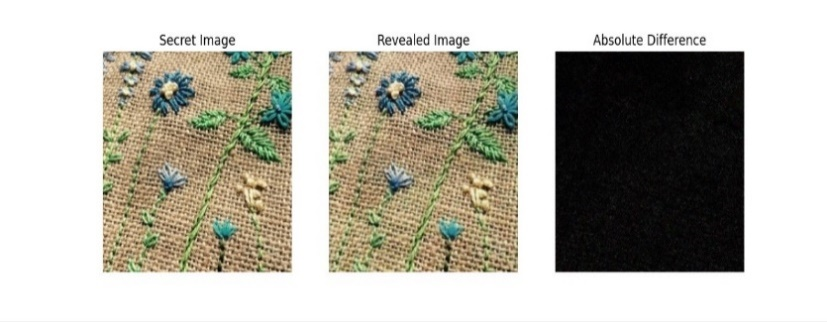 Secret Image
Revealed Image
Absolute Difference